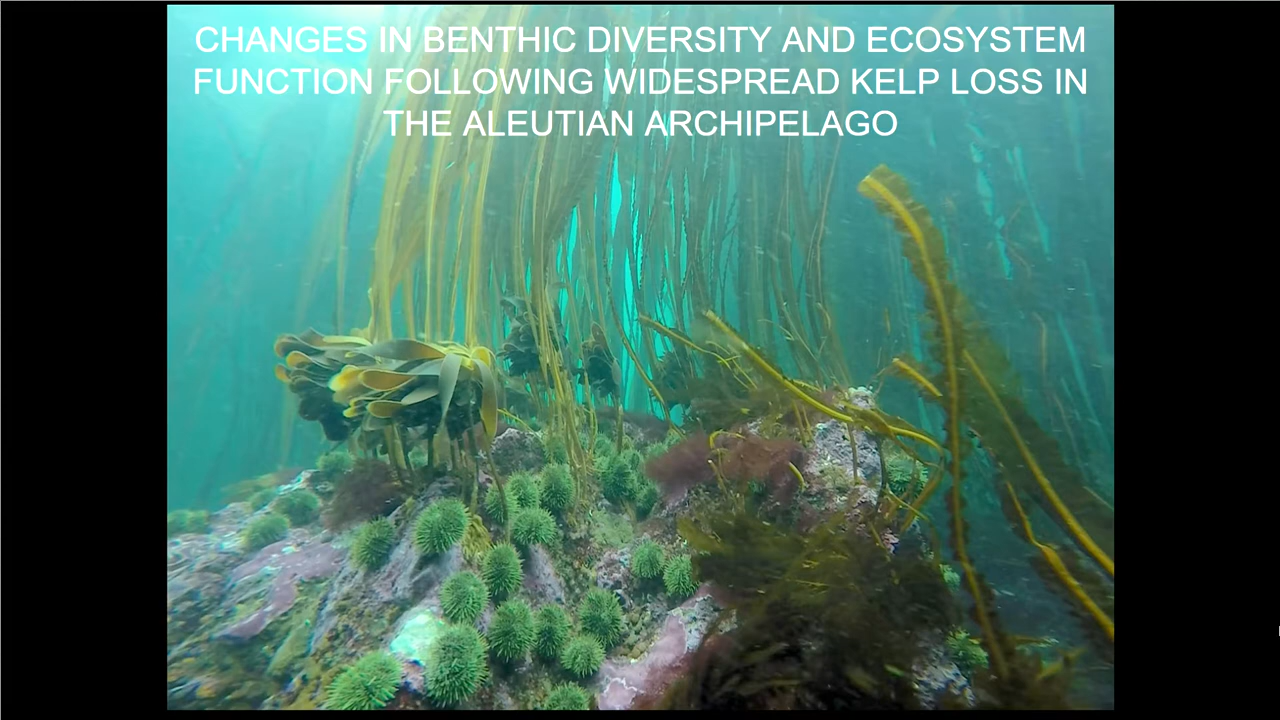 CHANGES IN BENTHIC DIVERSITY AND ECOSYSTEM
FUNCTION FOLLOWING WIDESPREAD KELP LOSS IN
THE ALEUTIAN ARCHIPELAGO